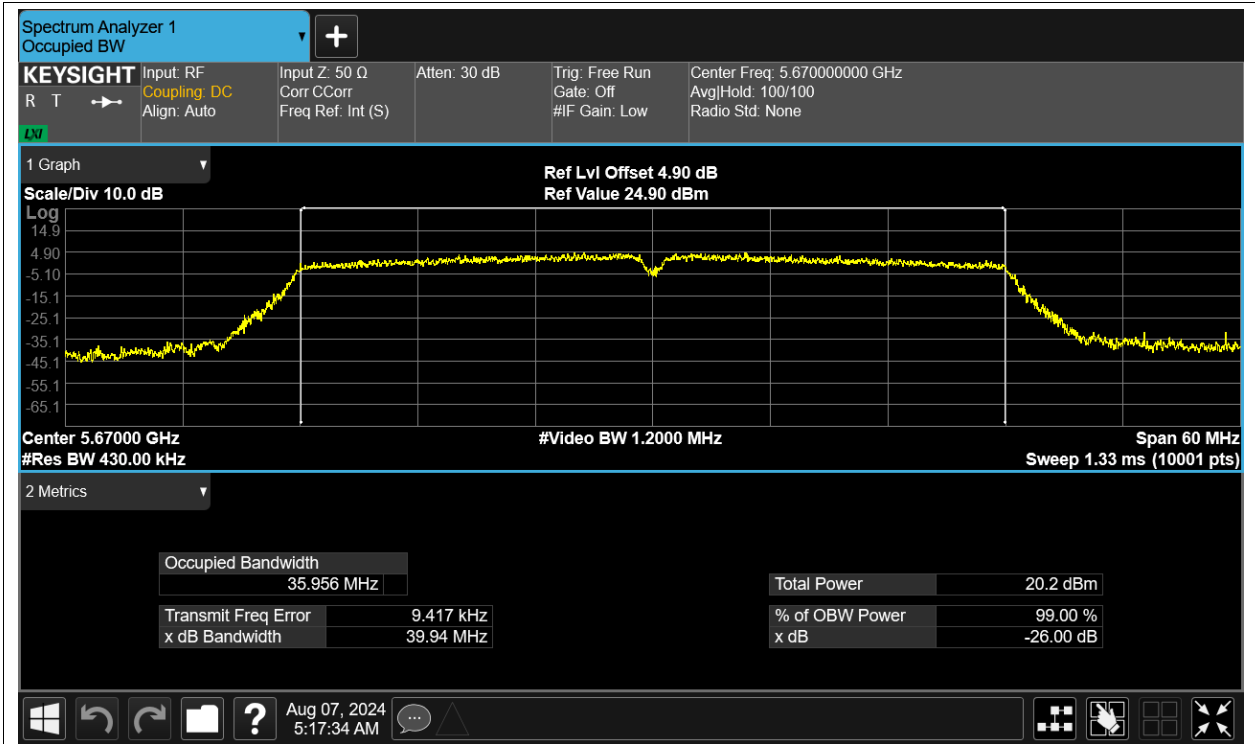 Spectrum Analyzer 1
Occupied BW
KEYSIGHT
R T
LXI
Input: RF
Coupling: DC
Align: Auto
Input Z: 50 Ω
Corr CCorr
Freq Ref: Int (S)
Atten: 30 dB
Trig: Free Run
Gate: Off
#IF Gain: Low
Center Freq: 5.670000000 GHz
Avg|Hold: 100/100
Radio Std: None
1 Graph
Scale/Div 10.0 dB
Ref Lvl Offset 4.90 dB
Ref Value 24.90 dBm
Log
14.9
4.90
-5.10
-15.1
-25.1
-35.1
-45.1
-55.1
-65.1
Center 5.67000 GHz
#Video BW 1.2000 MHz
Span 60 MHz
#Res BW 430.00 kHz
Sweep 1.33 ms (10001 pts)
2 Metrics
Occupied Bandwidth
35.956 MHz
Total Power 20.2 dBm
Transmit Freq Error 9.417 kHz
% of OBW Power 99.00 %
x dB Bandwidth 39.94 MHz
x dB -26.00 dB
?
Aug 07, 2024
5:17:34 AM